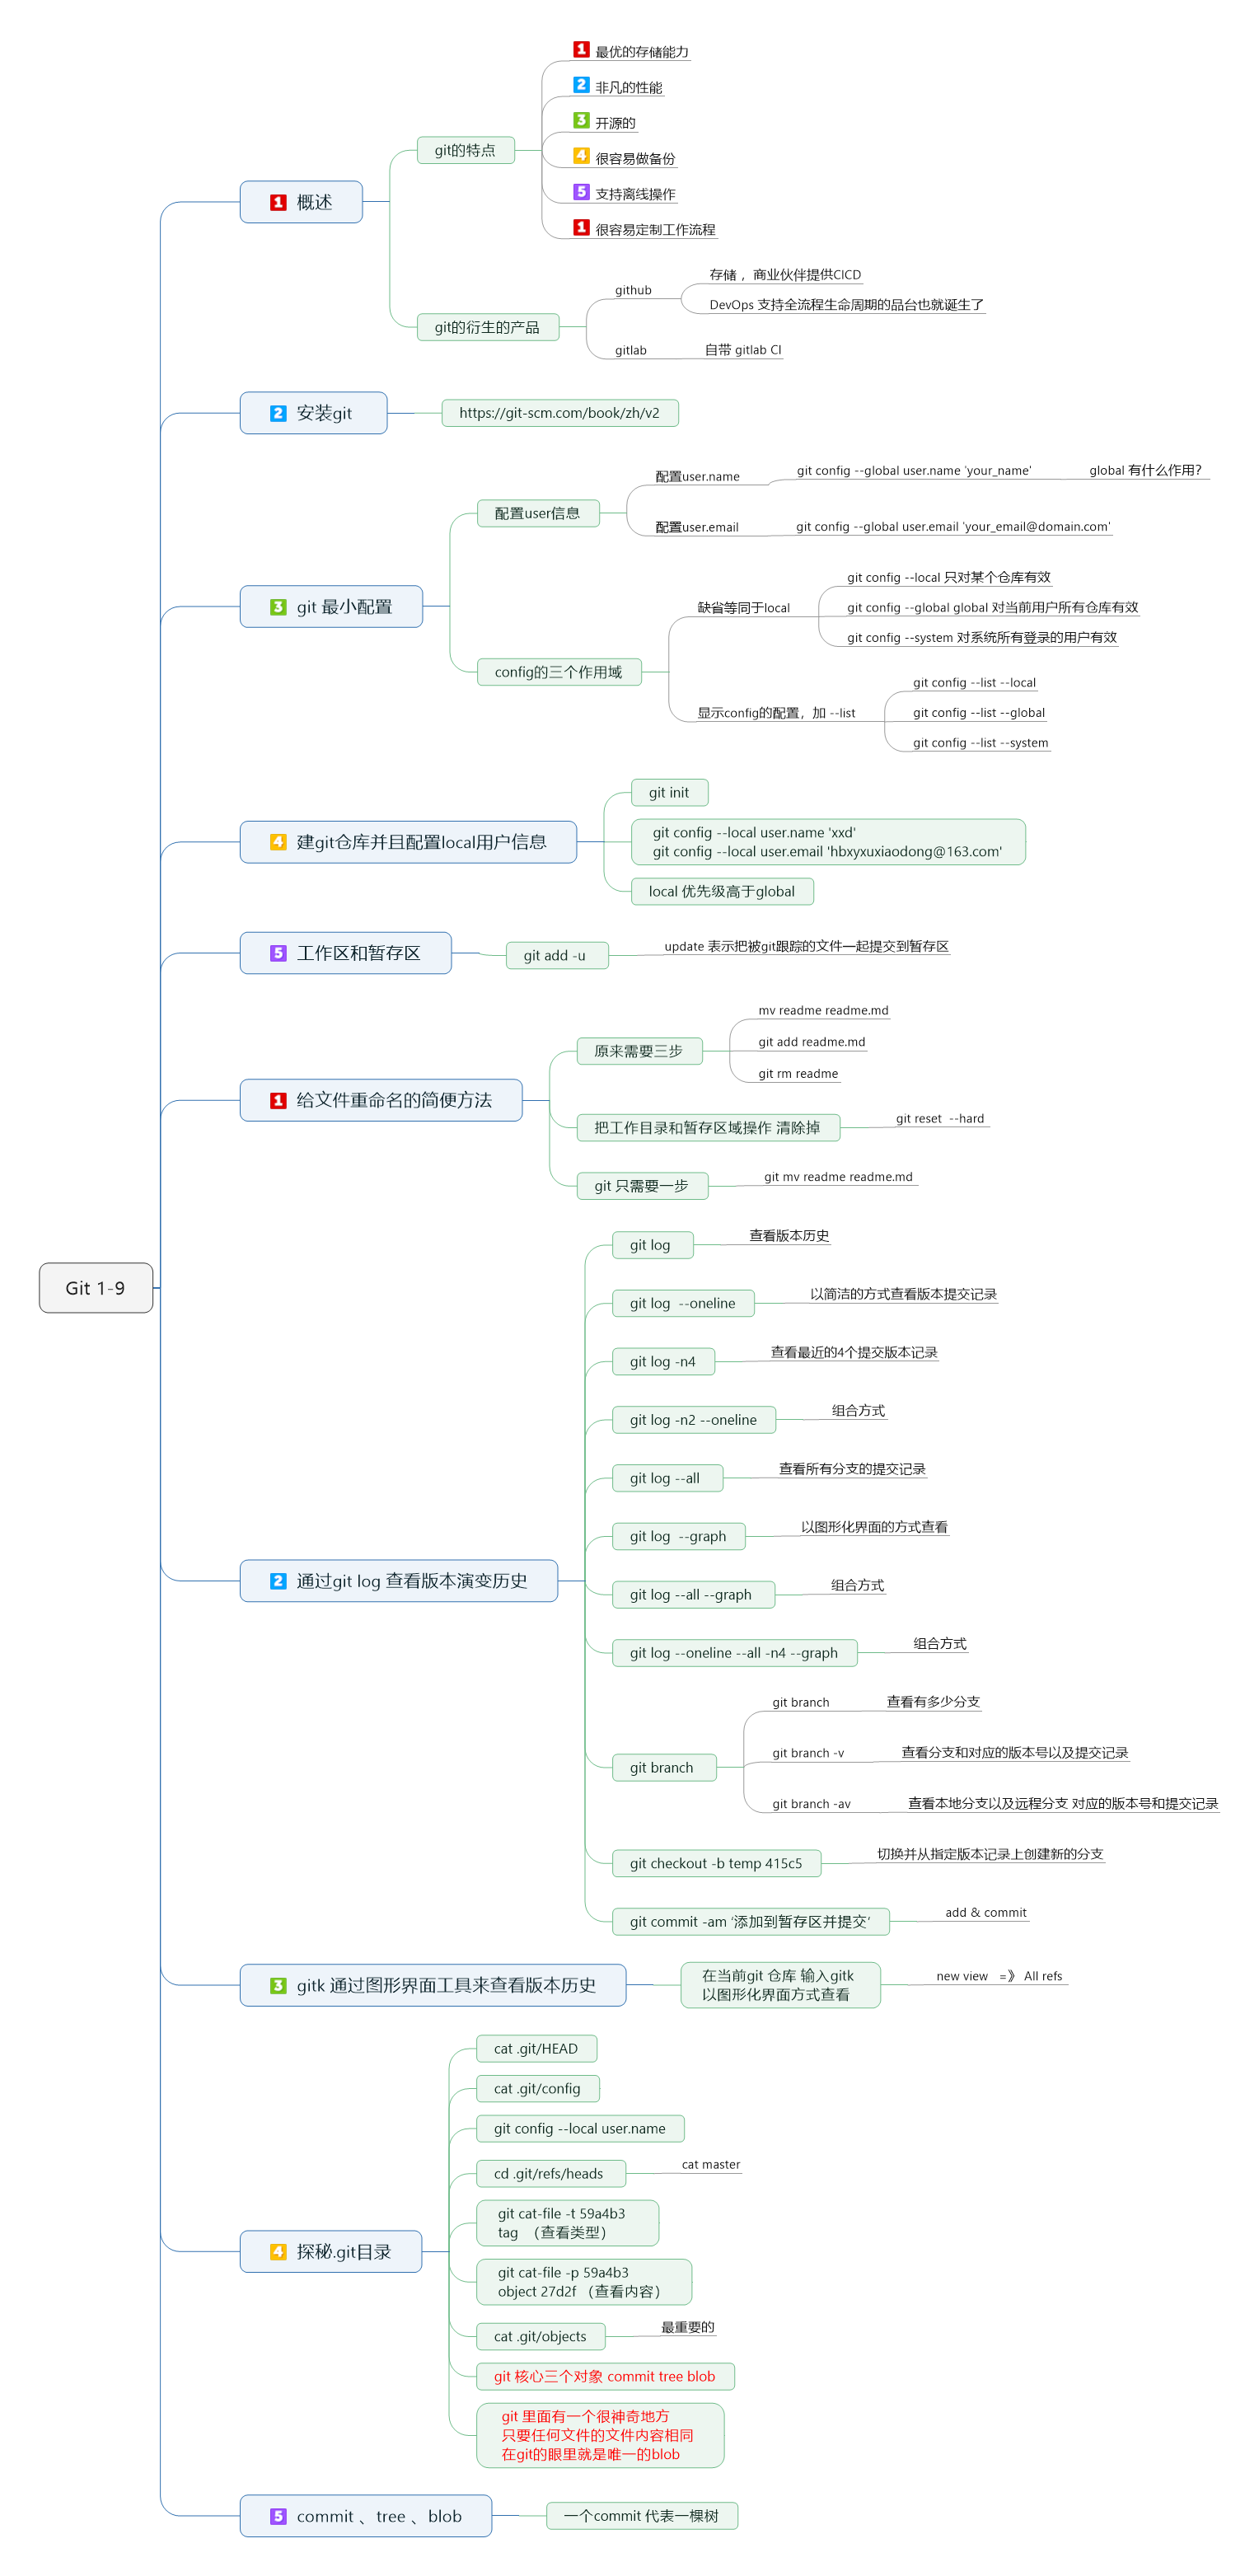 Git 1-9
1 概述
git的特点
1 最优的存储能力
2 非凡的性能
3 开源的
4 很容易做备份
5 支持离线操作
1 很容易定制工作流程
git的衍生的产品
github
存储 ，商业伙伴提供CICD
DevOps 支持全流程生命周期的品台也就诞生了
gitlab
自带 gitlab CI
2 安装git
https://git-scm.com/book/zh/v2
3 git 最小配置
配置user信息
配置user.name
git config --global user.name 'your_name'
global 有什么作用？
配置user.email
git config --global user.email 'your_email@domain.com'
config的三个作用域
缺省等同于local
git config --local 只对某个仓库有效
git config --global global 对当前用户所有仓库有效
git config --system 对系统所有登录的用户有效
显示config的配置，加 --list
git config --list --local
git config --list --global
git config --list --system
4 建git仓库并且配置local用户信息
git init
git config --local user.name 'xxd'
git config --local user.email 'hbxyxuxiaodong@163.com'
local 优先级高于global
5 工作区和暂存区
git add -u
update 表示把被git跟踪的文件一起提交到暂存区
1 给文件重命名的简便方法
原来需要三步
mv readme readme.md
git add readme.md
git rm readme
把工作目录和暂存区域操作 清除掉
git reset --hard
git 只需要一步
git mv readme readme.md
2 通过git log 查看版本演变历史
git log
查看版本历史
git log --oneline
以简洁的方式查看版本提交记录
git log -n4
查看最近的4个提交版本记录
git log -n2 --oneline
组合方式
git log --all
查看所有分支的提交记录
git log --graph
以图形化界面的方式查看
git log --all --graph
组合方式
git log --oneline --all -n4 --graph
组合方式
git branch
git branch
查看有多少分支
git branch -v
查看分支和对应的版本号以及提交记录
git branch -av
查看本地分支以及远程分支 对应的版本号和提交记录
git checkout -b temp 415c5
切换并从指定版本记录上创建新的分支
git commit -am ‘添加到暂存区并提交’
add & commit
3 gitk 通过图形界面工具来查看版本历史
在当前git 仓库 输入gitk
以图形化界面方式查看
new view =》 All refs
4 探秘.git目录
cat .git/HEAD
cat .git/config
git config --local user.name
cd .git/refs/heads
cat master
git cat-file -t 59a4b3
tag （查看类型）
git cat-file -p 59a4b3
object 27d2f （查看内容）
cat .git/objects
最重要的
git 核心三个对象 commit tree blob
git 里面有一个很神奇地方
只要任何文件的文件内容相同
在git的眼里就是唯一的blob
5 commit 、tree 、blob
一个commit 代表一棵树